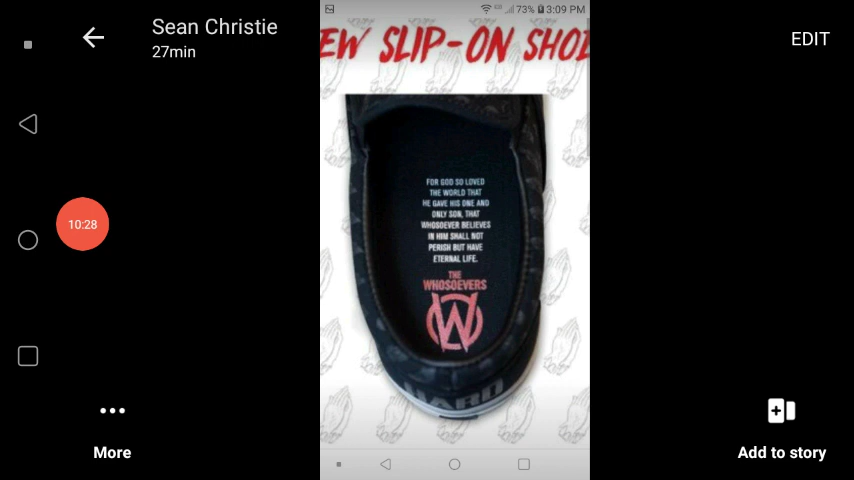 Sean Christie
27min
EDIT
73% 3:09 PM
EW SLIP-ON SHOE
FOR GOD SO LOVED
THE WORLD THAT
HE GAVE HIS ONE AND
ONLY SON, THAT
WHOSOEVER BELIEVES
IN HIM SHALL NOT
PERISH BUT HAVE
ETERNAL LIFE.
THE
WHOSOEVERS
W
10:28
HARD
More
Add to story